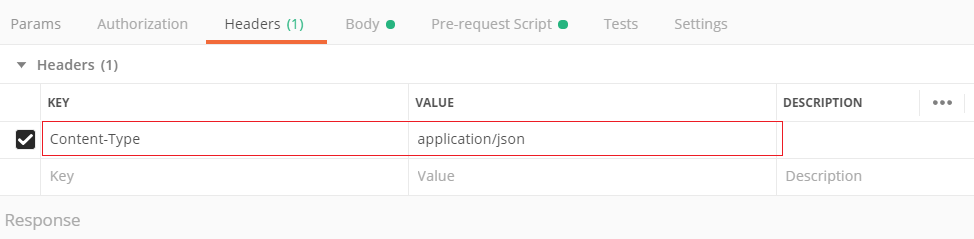 Params Authorization Headers (1) Body Pre-request Script Tests Settings
Headers (1)
KEY VALUE DESCRIPTION
Content-Type application/json
Key Value Description
Response